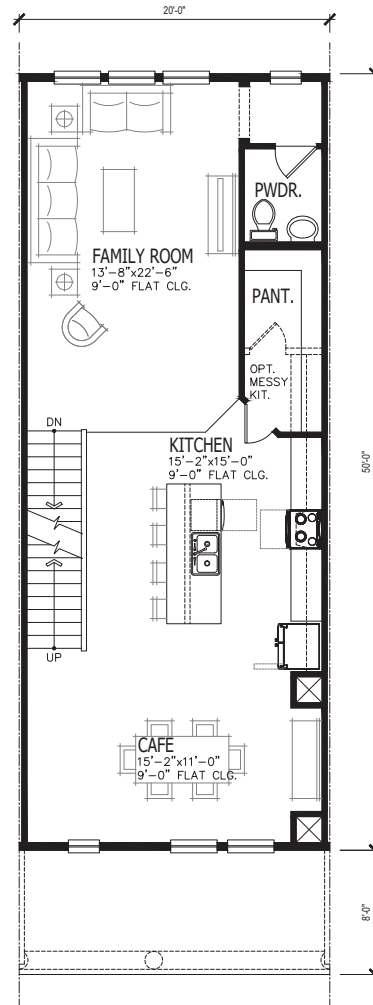 20'-0"
PWDR.
FAMILY ROOM
13'-8"x22'-6"
9'-0" FLAT CLG.
PANT.
OPT.
MESSY
KIT.
DN
KITCHEN
15'-2"x15'-0"
9'-0" FLAT CLG.
50'-0"
UP
CAFE
15'-2"x11'-0"
9'-0" FLAT CLG.
8'-0"